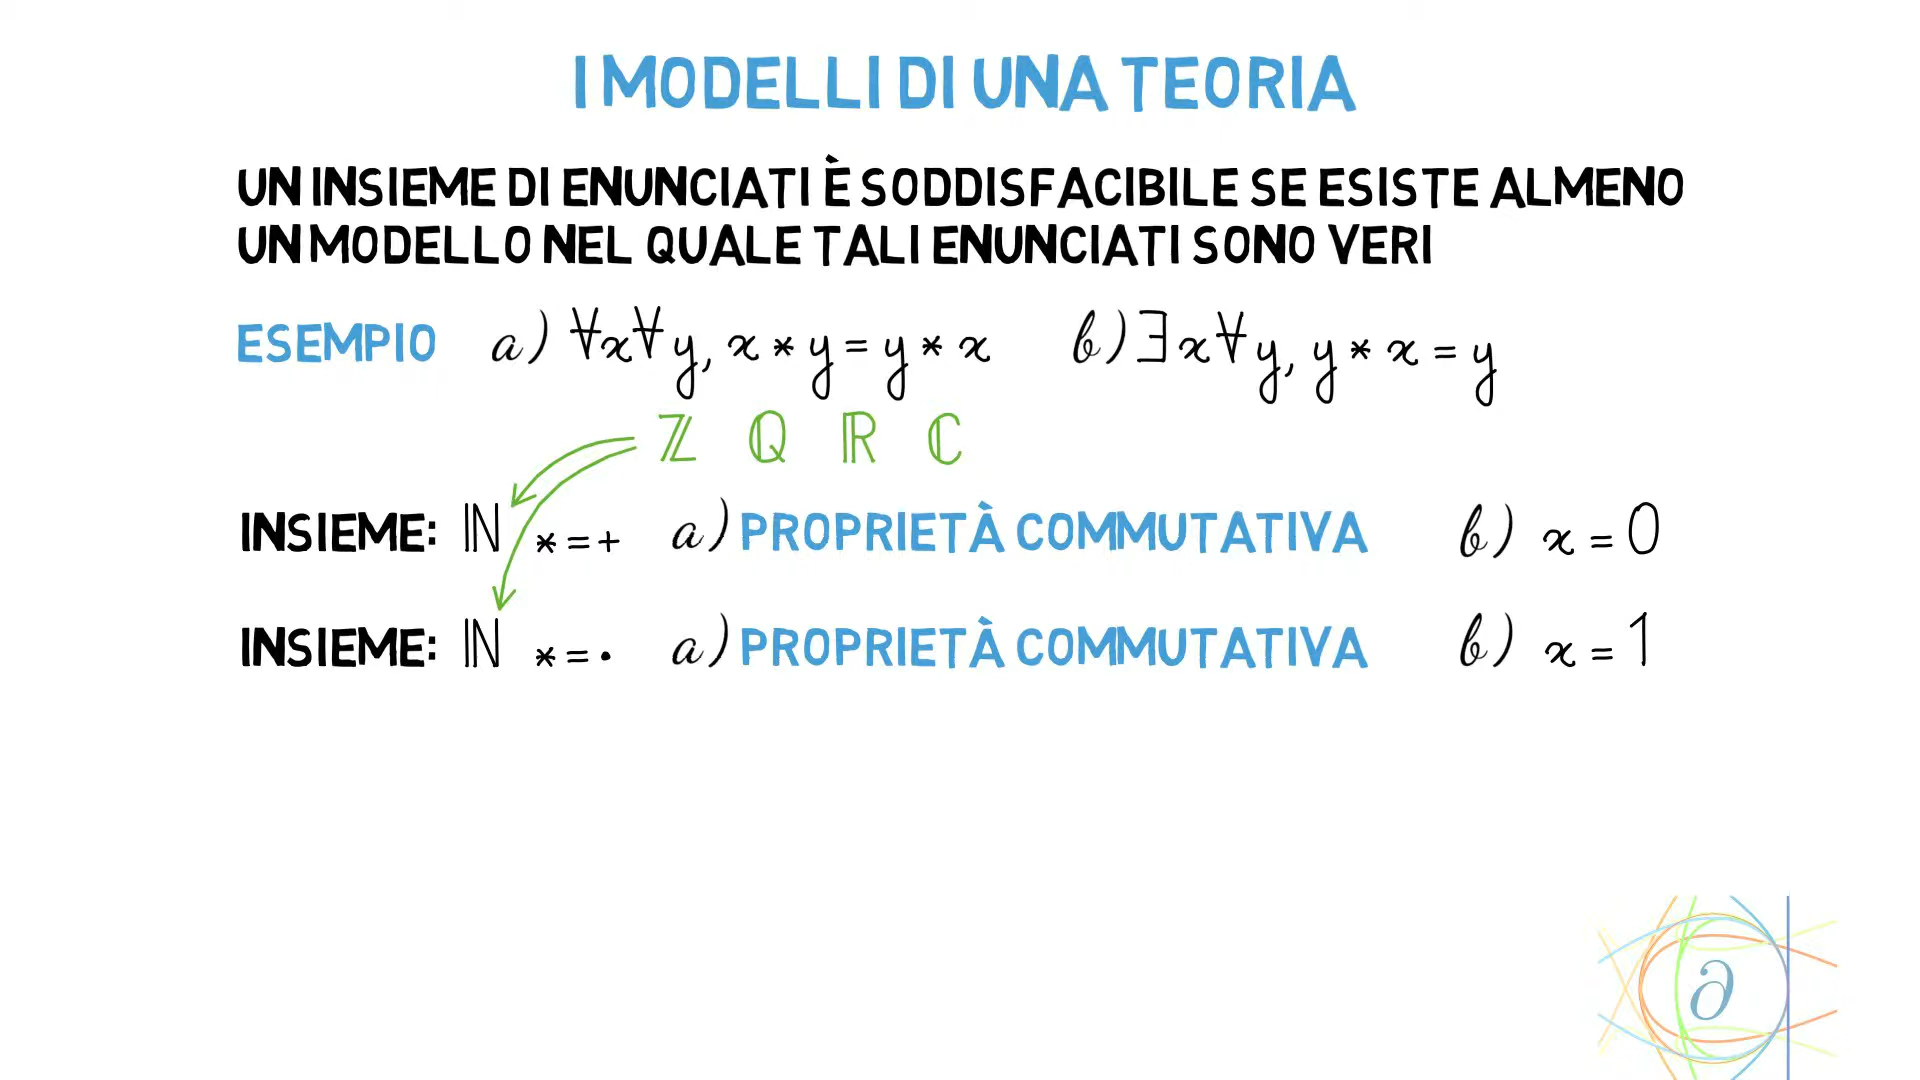 I MODELLI DI UNA TEORIA
UN INSIEME DI ENUNCIATI È SODDISFACIBILE SE ESISTE ALMENO
UN MODELLO NEL QUALE TALI ENUNCIATI SONO VERI
ESEMPIO a) ∀x∀y, x * y = y * x b) ∃x∀y, y * x = y
ℤ ℚ ℝ ℂ
INSIEME: ℕ * = + a) PROPRIETÀ COMMUTATIVA b) x = 0
INSIEME: ℕ * = • a) PROPRIETÀ COMMUTATIVA b) x = 1
∂